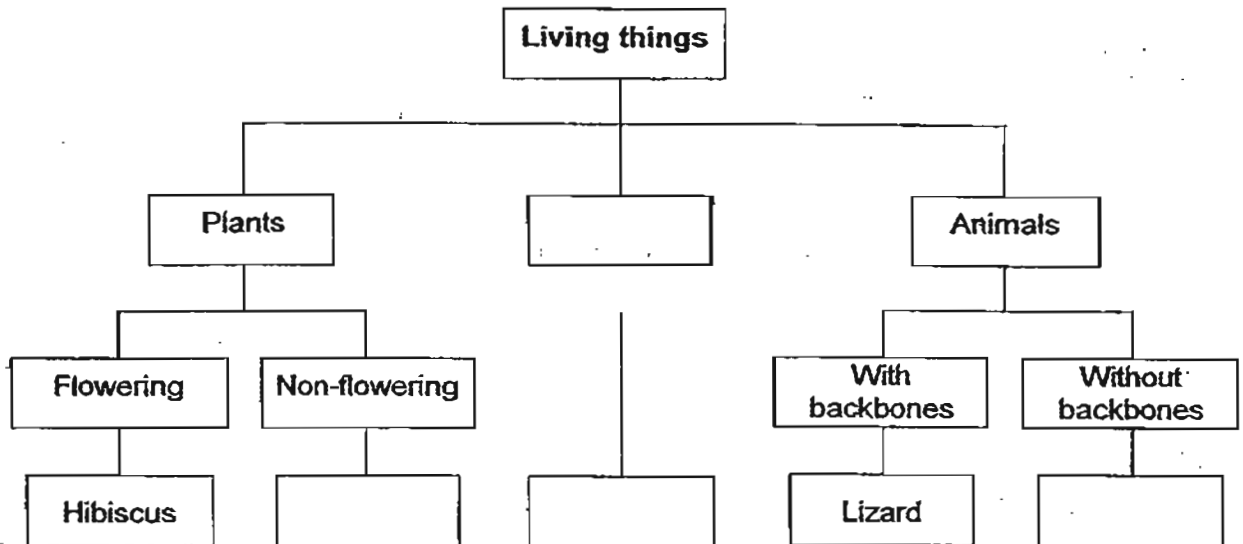 Living things
Plants
Animals
Flowering
Non-flowering
With
backbones
Without
backbones
Hibiscus
Lizard